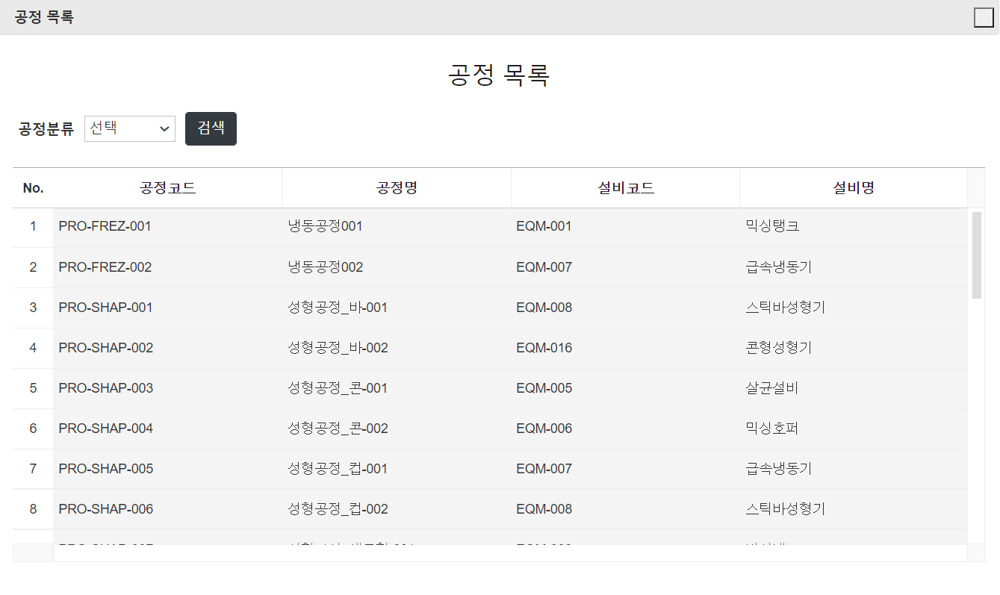 공정 목록
공정 목록
공정분류 선택 검색
No. 공정코드 공정명 설비코드 설비명
1 PRO-FREZ-001 냉동공정001 EQM-001 믹싱탱크
2 PRO-FREZ-002 냉동공정002 EQM-007 급속냉동기
3 PRO-SHAP-001 성형공정_바-001 EQM-008 스틱바성형기
4 PRO-SHAP-002 성형공정_바-002 EQM-016 콘형성형기
5 PRO-SHAP-003 성형공정_콘-001 EQM-005 살균설비
6 PRO-SHAP-004 성형공정_콘-002 EQM-006 믹싱호퍼
7 PRO-SHAP-005 성형공정_컵-001 EQM-007 급속냉동기
8 PRO-SHAP-006 성형공정_컵-002 EQM-008 스틱바성형기